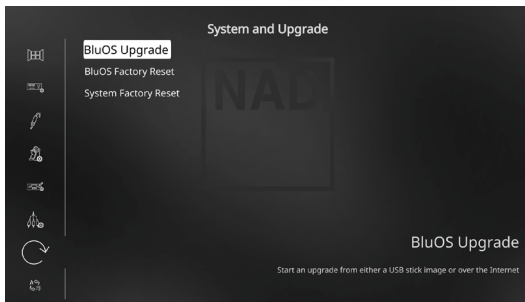 System and Upgrade
BluOS Upgrade
BluOS Factory Reset
System Factory Reset
NAD
BluOS Upgrade
Start an upgrade from either a USB stick image or over the Internet